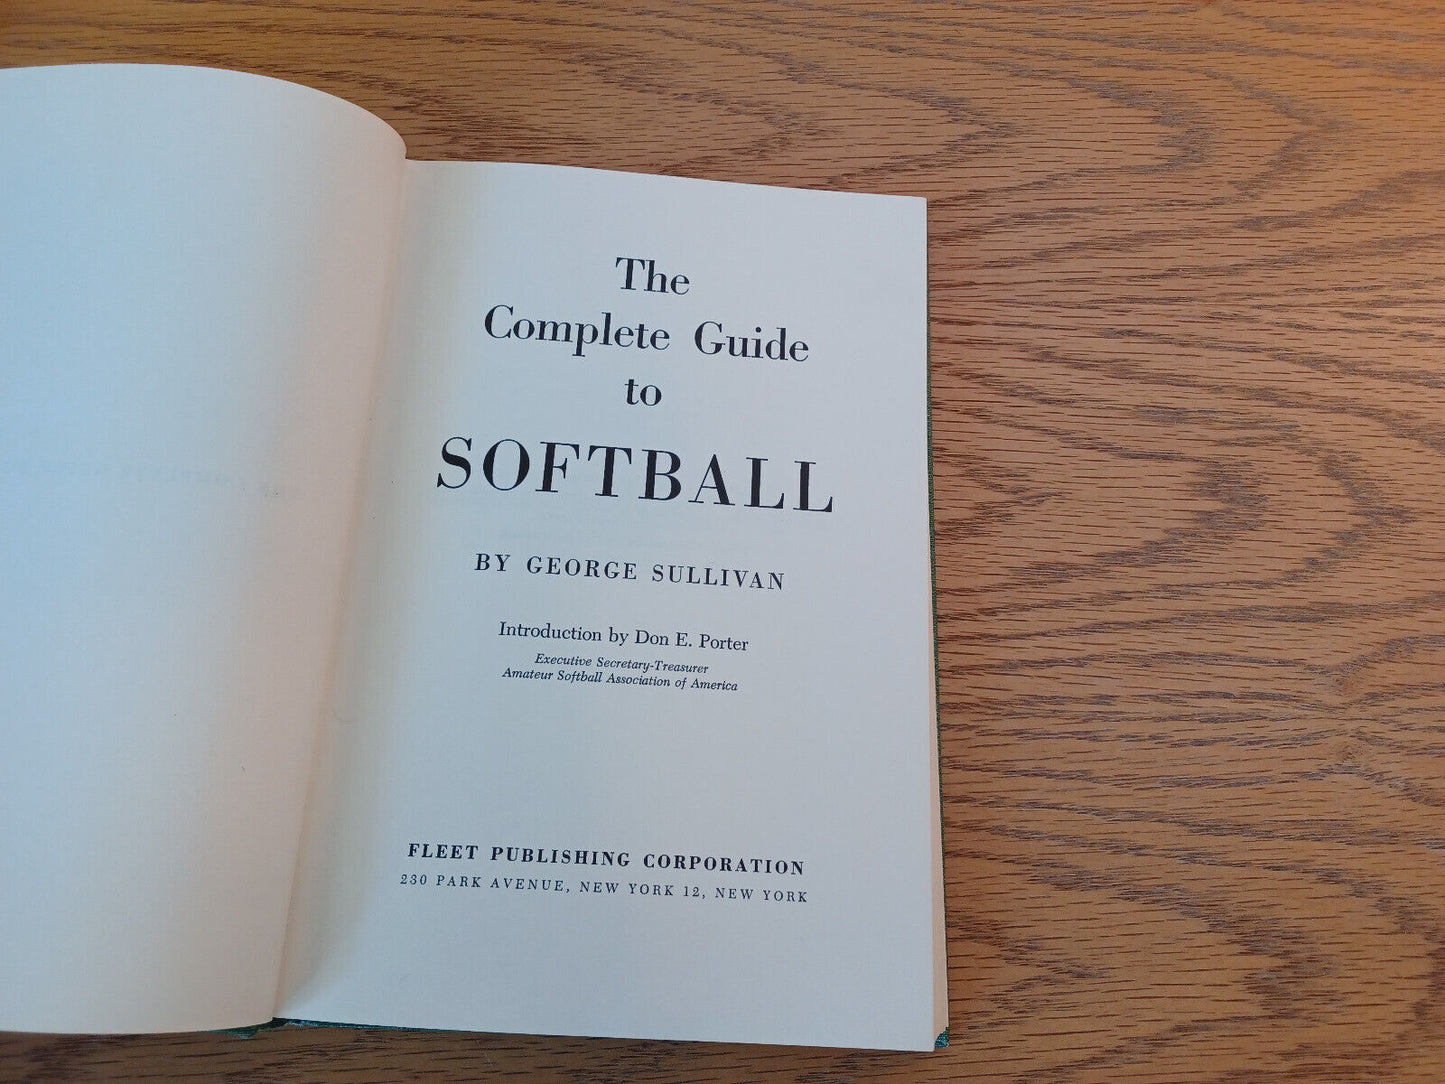 The
Complete Guide
to
SOFTBALL
BY GEORGE SULLIVAN
Introduction by Don E. Porter
Executive Secretary-Treasurer
Amateur Softball Association of America
FLEET PUBLISHING CORPORATION
230 PARK AVENUE, NEW YORK 12, NEW YORK